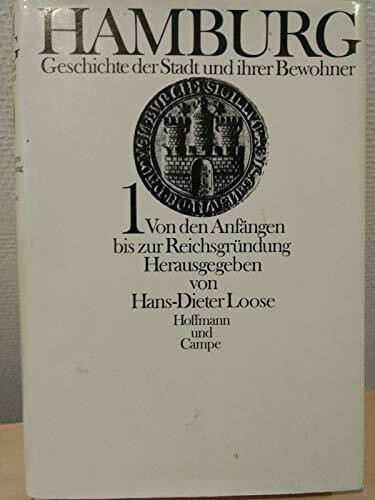 HAMBURG
Geschichte der Stadt und ihrer Bewohner
1 Von den Anfängen
bis zur Reichsgründung
Herausgegeben
von
Hans-Dieter Loose
Hoffmann
und
Campe